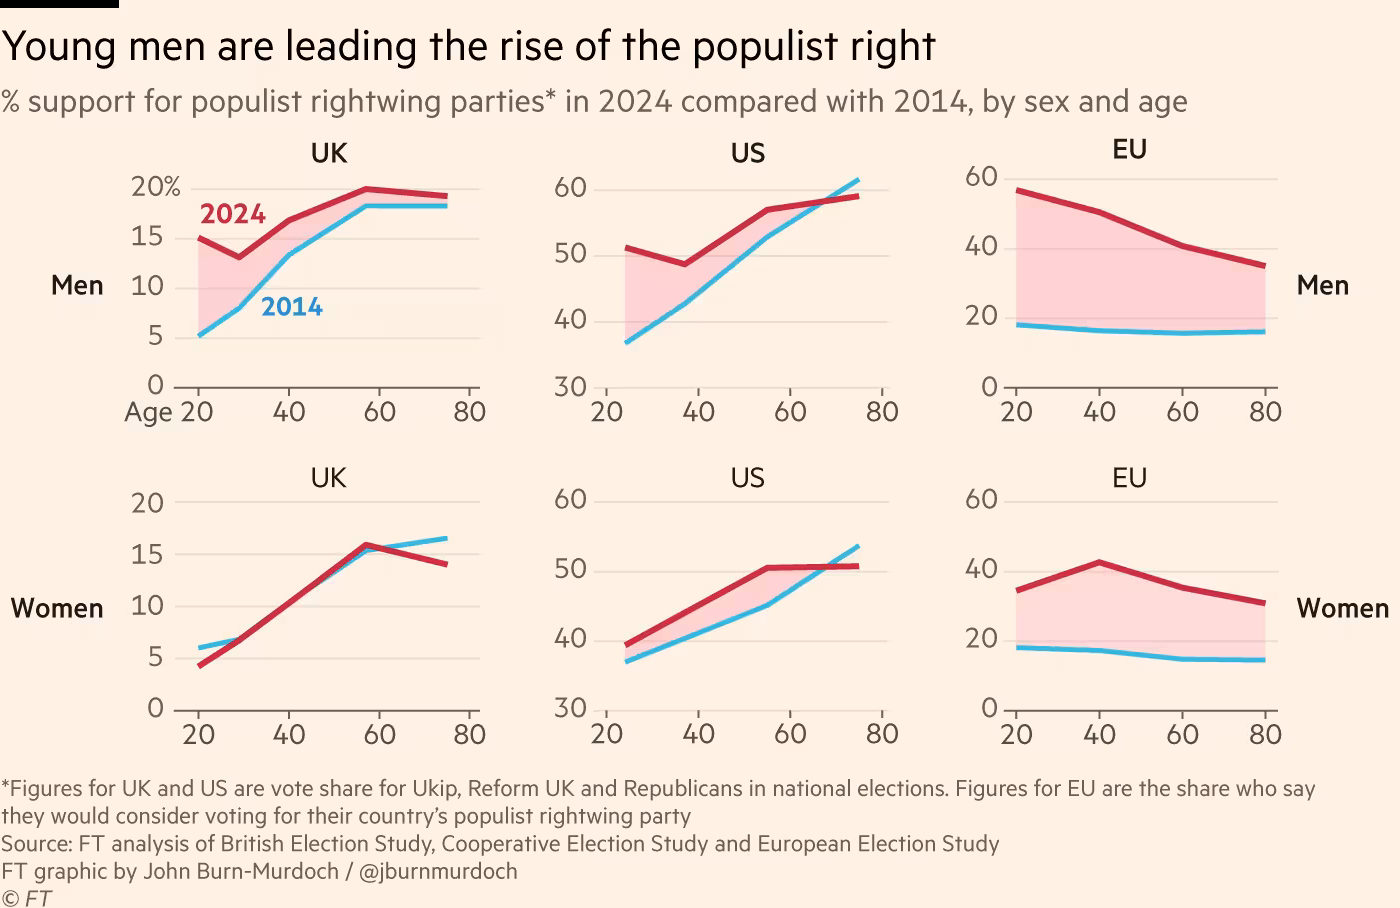 Young men are leading the rise of the populist right
% support for populist rightwing parties* in 2024 compared with 2014, by sex and age
UK
US
EU
20%
15
10
5
0
2024
2014
Men
Age 20
40
60
80
60
50
40
30
20
40
60
80
60
40
20
0
20
40
60
80
Men
UK
US
EU
20
15
10
5
0
Women
20
40
60
80
60
50
40
30
20
40
60
80
60
40
20
0
20
40
60
80
Women
*Figures for UK and US are vote share for Ukip, Reform UK and Republicans in national elections. Figures for EU are the share who say
they would consider voting for their country’s populist rightwing party
Source: FT analysis of British Election Study, Cooperative Election Study and European Election Study
FT graphic by John Burn-Murdoch / @jburnmurdoch
© FT